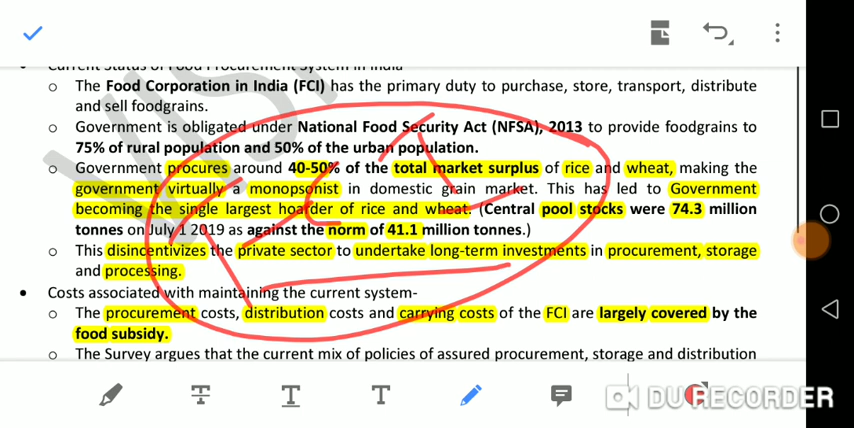 Current Status of Food Procurement System in India
The Food Corporation in India (FCI) has the primary duty to purchase, store, transport, distribute
and sell foodgrains.
Government is obligated under National Food Security Act (NFSA), 2013 to provide foodgrains to
75% of rural population and 50% of the urban population.
Government procures around 40-50% of the total market surplus of rice and wheat, making the
government virtually a monopsonist in domestic grain market. This has led to Government
becoming the single largest hoarder of rice and wheat. (Central pool stocks were 74.3 million
tonnes on July 1 2019 as against the norm of 41.1 million tonnes.)
This disincentivizes the private sector to undertake long-term investments in procurement, storage
and processing.
Costs associated with maintaining the current system-
The procurement costs, distribution costs and carrying costs of the FCI are largely covered by the
food subsidy.
The Survey argues that the current mix of policies of assured procurement, storage and distribution
T T T
DU RECORDER